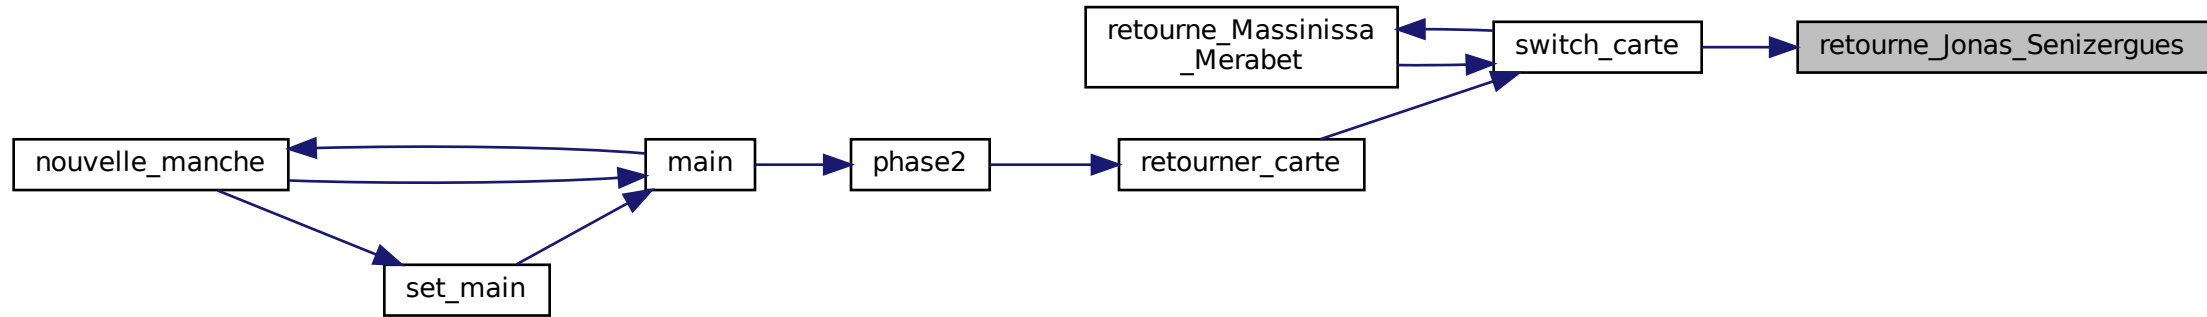 retourne_Massinissa
_Merabet
switch_carte
retourne_Jonas_Senizergues
nouvelle_manche
main
phase2
retourner_carte
set_main